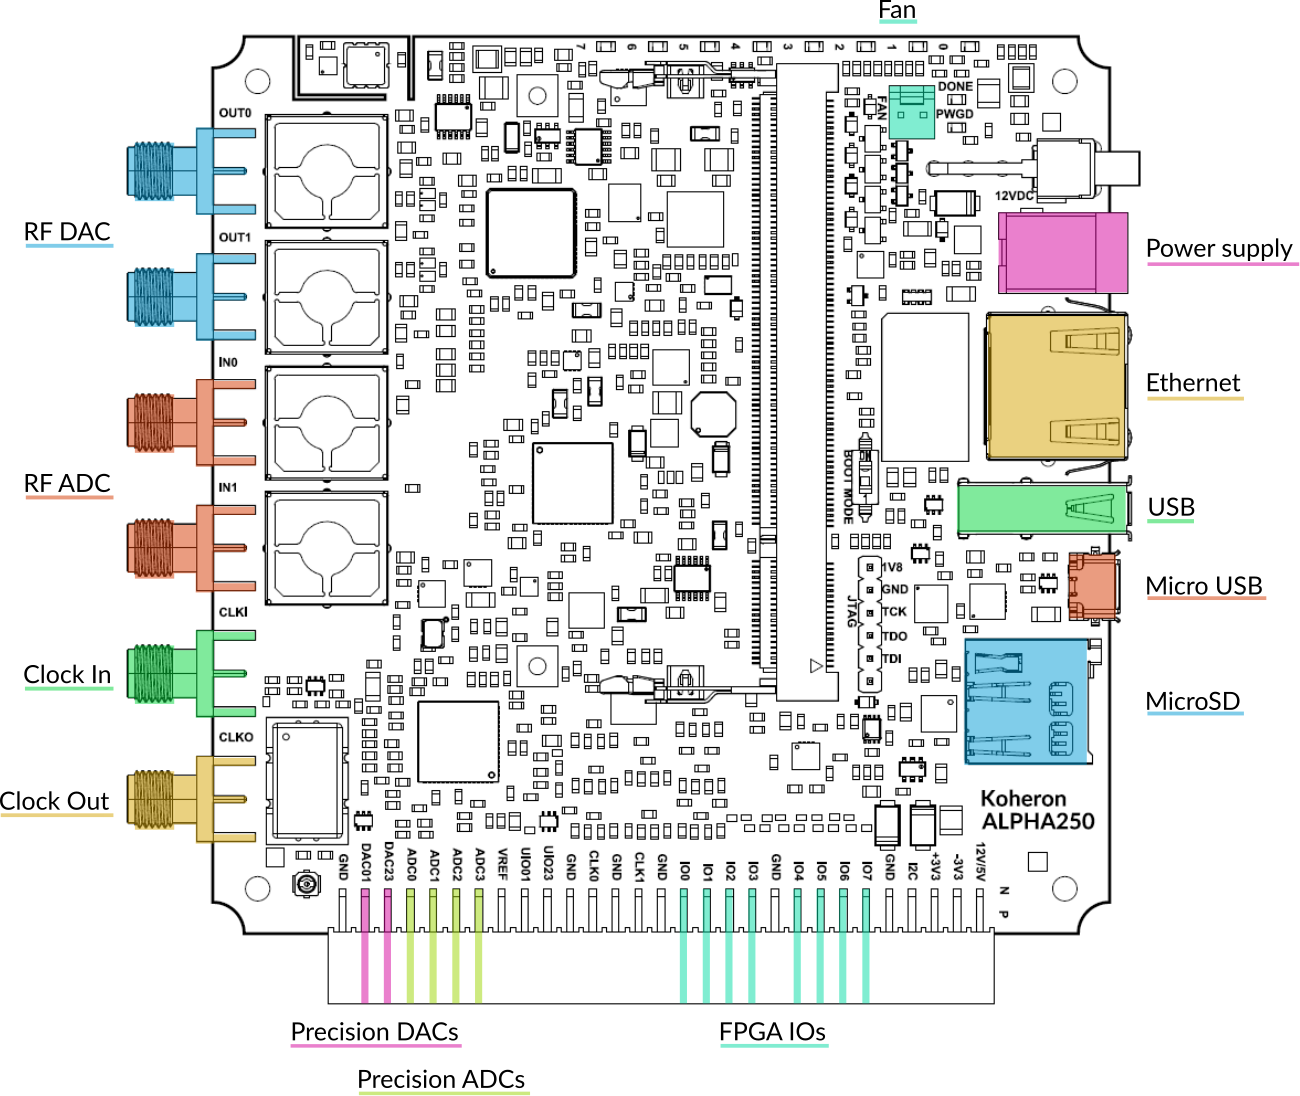 Fan
7 6 5 4 3 2 1 0
DONE
FAN
PWGD
OUT0
12VDC
RF DAC
OUT1
Power supply
IN0
Ethernet
RF ADC
IN1
BOOT MODE
USB
1V8
GND
JTAG
TCK
TDO
TDI
Micro USB
CLKI
Clock In
MicroSD
CLKO
Clock Out
Koheron
ALPHA250
GND DAC01 DAC23 ADC0 ADC1 ADC2 ADC3 VREF UIO01 UIO23 GND CLK0 GND CLK1 GND IO0 IO1 IO2 IO3 GND IO4 IO5 IO6 IO7 GND I2C +3V3 -3V3 12V/5V
N
P
Precision DACs
FPGA IOs
Precision ADCs